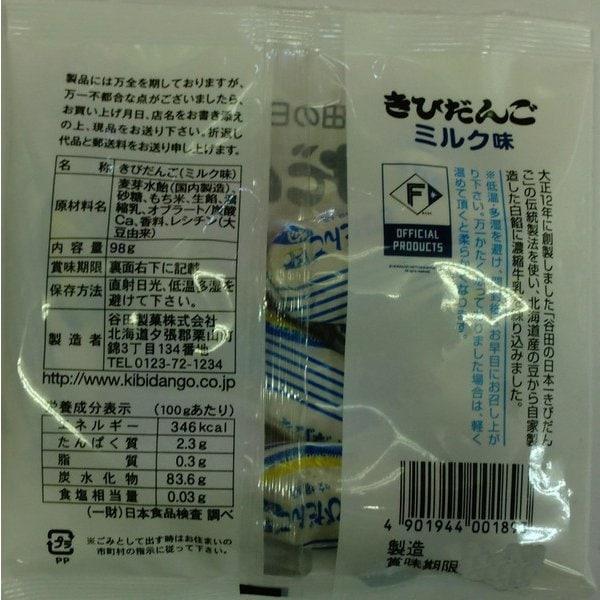 製品には万全を期しておりますが、
万一不都合な点がございましたら、
お買い上げ月日、店名をお書き添え
の上、現品をお送り下さい。折返し
代品と郵送料をお送り申し上げます。
名 称 きびだんご(ミルク味)
原材料名 麦芽水飴(国内製造)、
砂糖、もち米、生餡、
縮乳、オブラート/炭酸
Ca、香料、レシチン(大
豆由来)
内容量 98g
賞味期限 裏面右下に記載
保存方法 直射日光、低温多湿を
避けて下さい。
製造者 谷田製菓株式会社
北海道夕張郡栗山町
錦3丁目134番地
TEL 0123-72-1234
http://www.kibidango.co.jp
栄養成分表示 (100gあたり)
エネルギー 346kcal
たんぱく質 2.3g
脂質 0.3g
炭水化物 83.6g
食塩相当量 0.03g
(一財)日本食品検査 調べ
プラ
PP
※ごみとして出す時はお住まいの
市町村の指示に従って下さい。
谷田の日
きびだんご
ミルク味
F
OFFICIAL
PRODUCTS
大正12年に創製しました「谷田の日本一きびだん
ご」の伝統製法を使い、北海道産の豆から自家製
造した白餡に濃縮牛乳を練り込みました。
※低温・多湿を避け、開封後はお早目にお召し上が
り下さい。万一かたくなっておりました場合は、軽く
温めて頂くと柔らかくなります。
4 901944 00189
製造
賞味期限